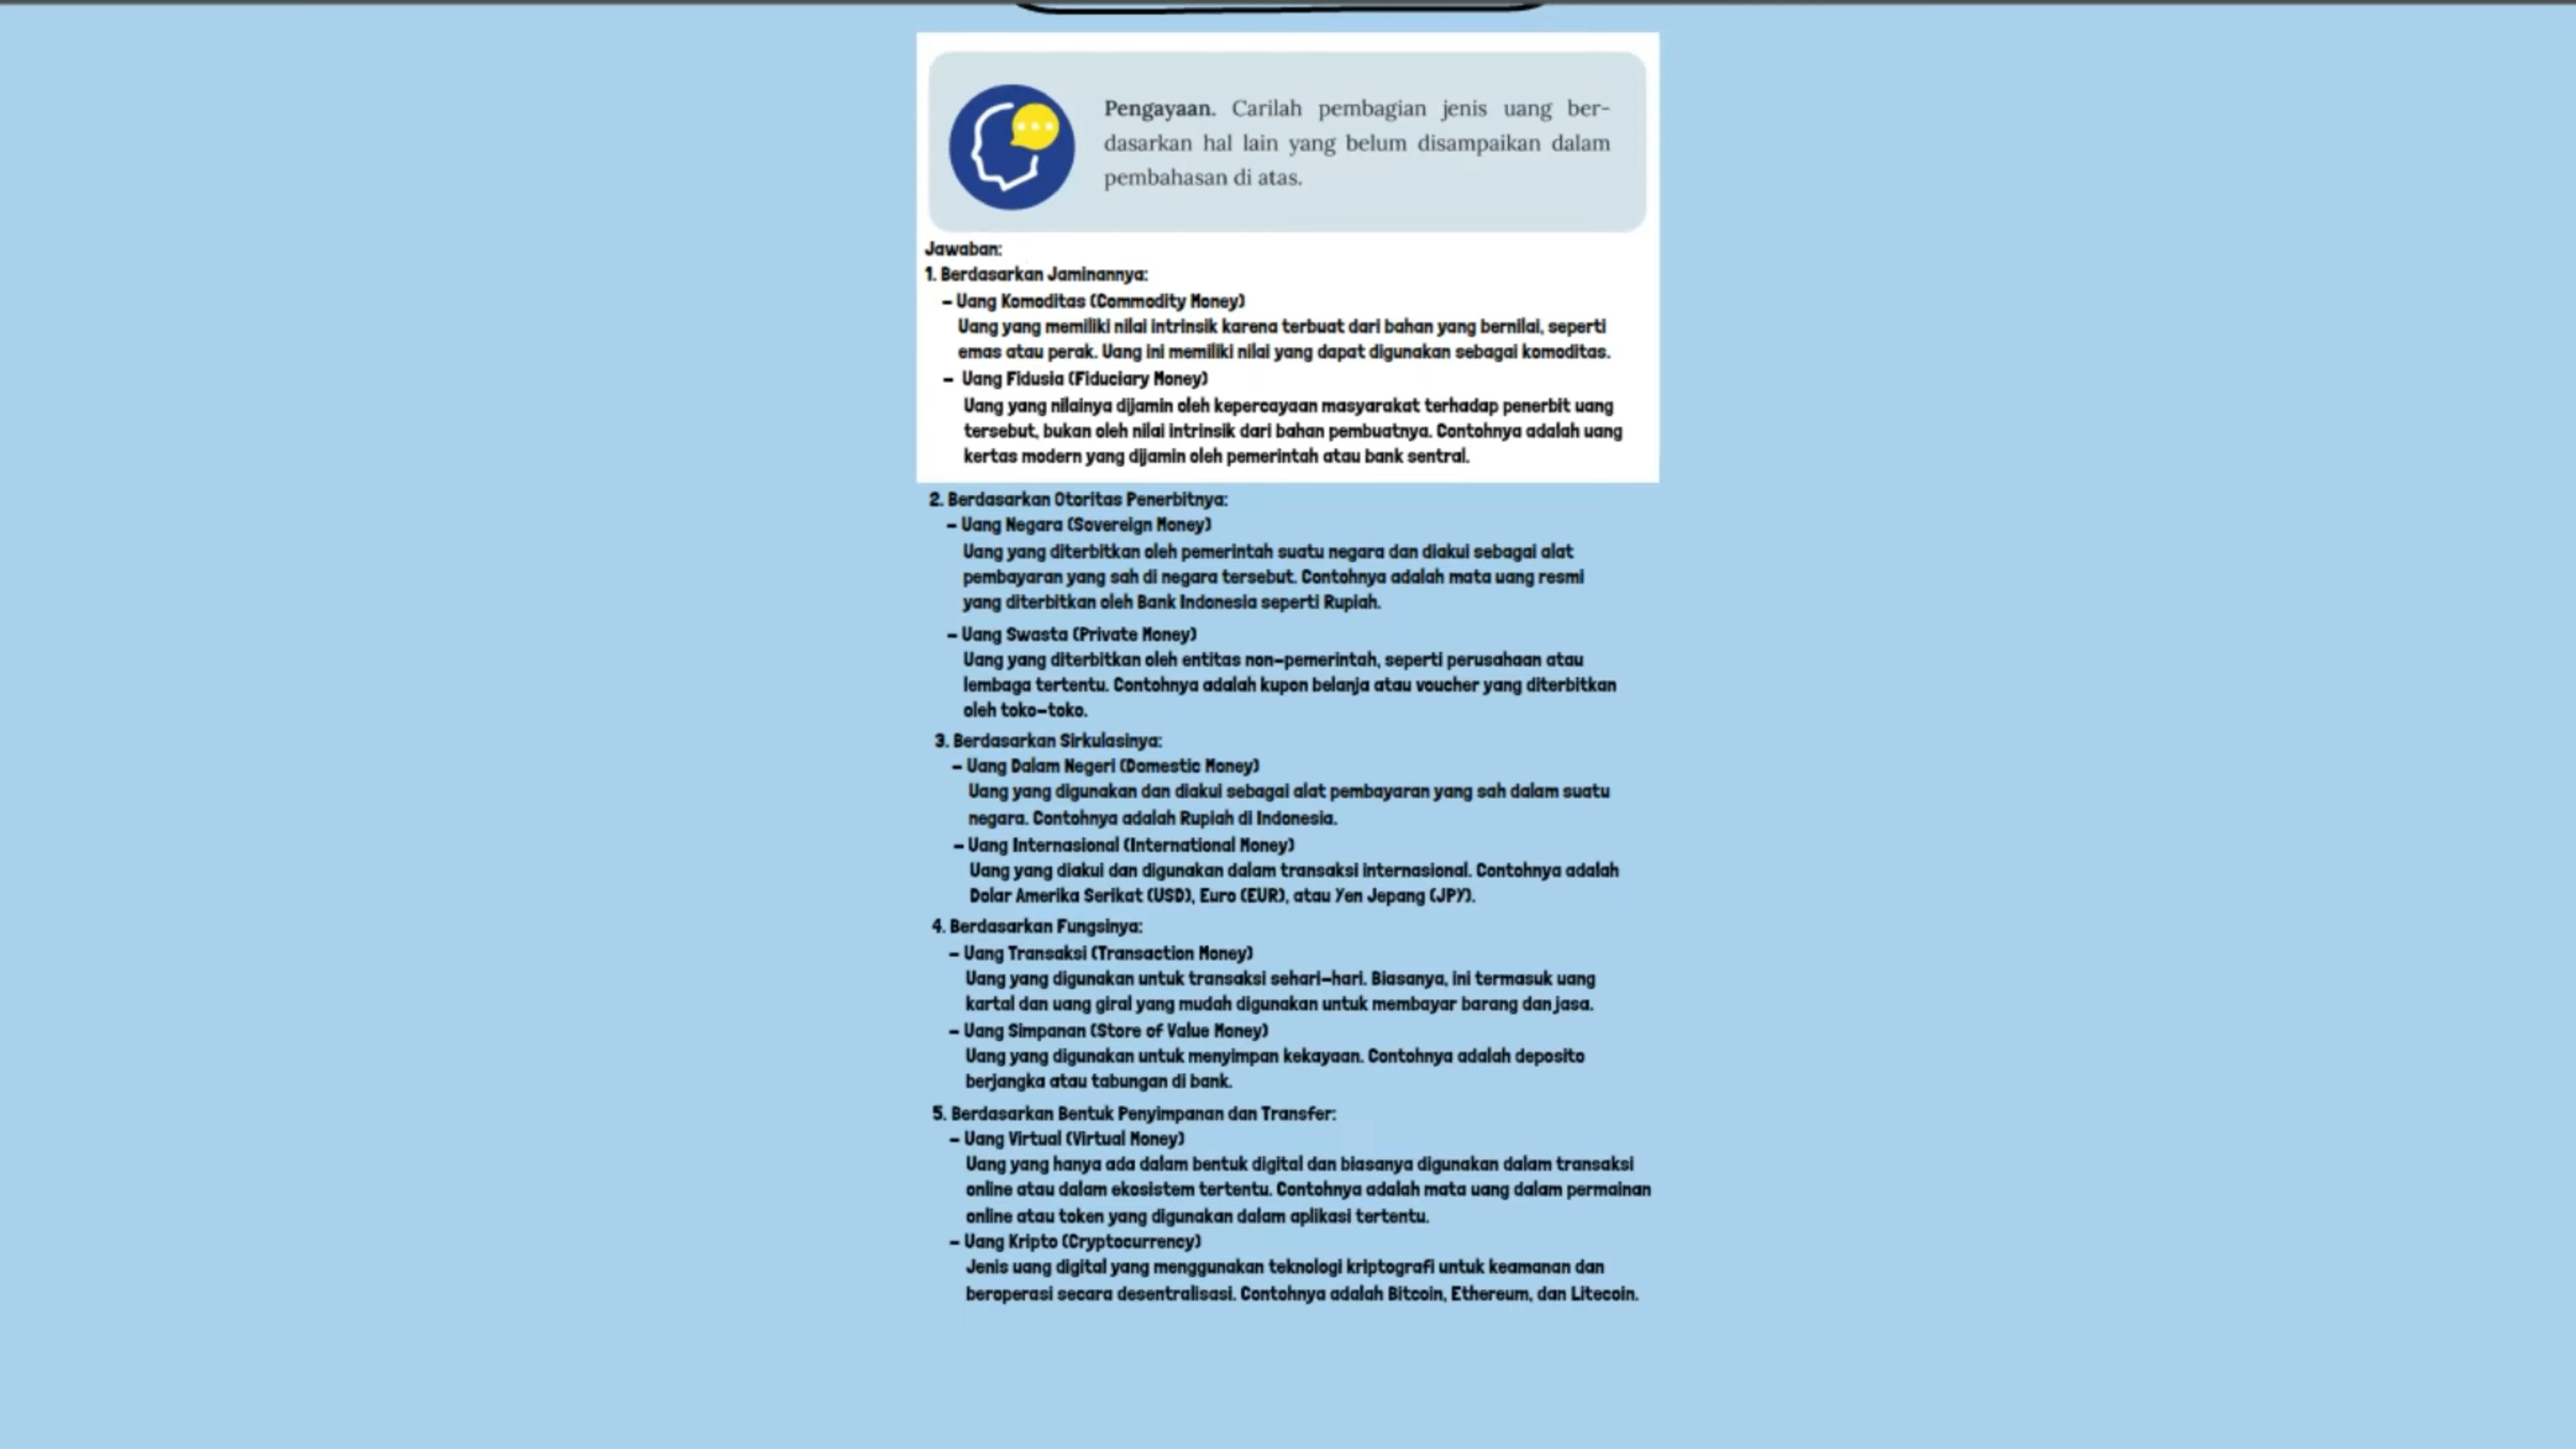 Pengayaan. Carilah pembagian jenis uang ber-
dasarkan hal lain yang belum disampaikan dalam
pembahasan di atas.
Jawaban:
1. Berdasarkan Jaminannya:
- Uang Komoditas (Commodity Money)
Uang yang memiliki nilai intrinsik karena terbuat dari bahan yang bernilai, seperti
emas atau perak. Uang ini memiliki nilai yang dapat digunakan sebagai komoditas.
- Uang Fidusia (Fiduciary Money)
Uang yang nilainya dijamin oleh kepercayaan masyarakat terhadap penerbit uang
tersebut, bukan oleh nilai intrinsik dari bahan pembuatnya. Contohnya adalah uang
kertas modern yang dijamin oleh pemerintah atau bank sentral.
2. Berdasarkan Otoritas Penerbitnya:
- Uang Negara (Sovereign Money)
Uang yang diterbitkan oleh pemerintah suatu negara dan diakui sebagai alat
pembayaran yang sah di negara tersebut. Contohnya adalah mata uang resmi
yang diterbitkan oleh Bank Indonesia seperti Rupiah.
- Uang Swasta (Private Money)
Uang yang diterbitkan oleh entitas non-pemerintah, seperti perusahaan atau
lembaga tertentu. Contohnya adalah kupon belanja atau voucher yang diterbitkan
oleh toko-toko.
3. Berdasarkan Sirkulasinya:
- Uang Dalam Negeri (Domestic Money)
Uang yang digunakan dan diakui sebagai alat pembayaran yang sah dalam suatu
negara. Contohnya adalah Rupiah di Indonesia.
- Uang Internasional (International Money)
Uang yang diakui dan digunakan dalam transaksi internasional. Contohnya adalah
Dolar Amerika Serikat (USD), Euro (EUR), atau Yen Jepang (JPY).
4. Berdasarkan Fungsinya:
- Uang Transaksi (Transaction Money)
Uang yang digunakan untuk transaksi sehari-hari. Biasanya, ini termasuk uang
kartal dan uang giral yang mudah digunakan untuk membayar barang dan jasa.
- Uang Simpanan (Store of Value Money)
Uang yang digunakan untuk menyimpan kekayaan. Contohnya adalah deposito
berjangka atau tabungan di bank.
5. Berdasarkan Bentuk Penyimpanan dan Transfer:
- Uang Virtual (Virtual Money)
Uang yang hanya ada dalam bentuk digital dan biasanya digunakan dalam transaksi
online atau dalam ekosistem tertentu. Contohnya adalah mata uang dalam permainan
online atau token yang digunakan dalam aplikasi tertentu.
- Uang Kripto (Cryptocurrency)
Jenis uang digital yang menggunakan teknologi kriptografi untuk keamanan dan
beroperasi secara desentralisasi. Contohnya adalah Bitcoin, Ethereum, dan Litecoin.